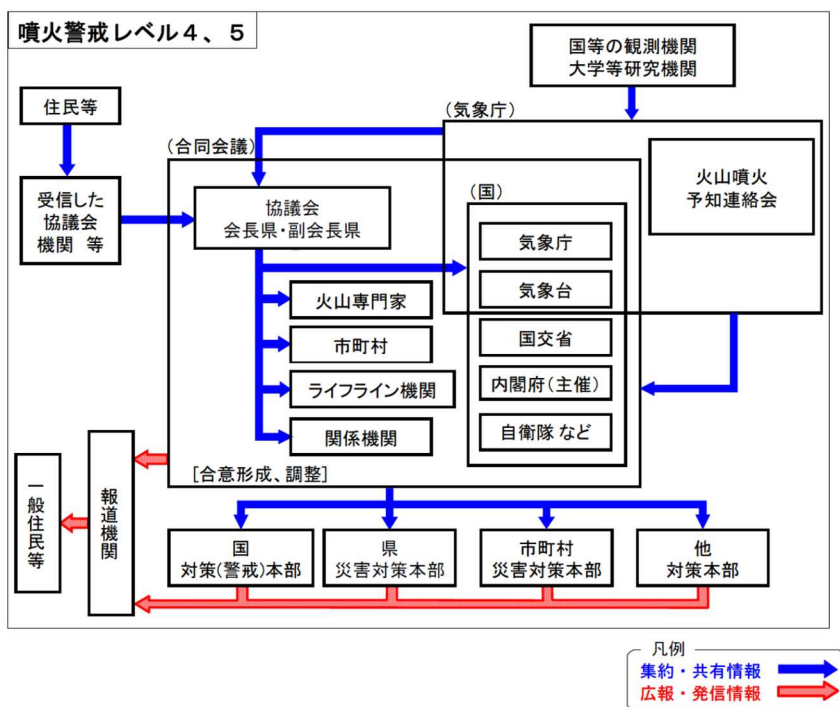 噴火警戒レベル４、５
国等の観測機関
大学等研究機関
住民等
(気象庁)
(合同会議)
火山噴火
予知連絡会
受信した
協議会
機関　等
協議会
会長県・副会長県
(国)
気象庁
気象台
国交省
内閣府(主催)
自衛隊 など
火山専門家
市町村
ライフライン機関
関係機関
[合意形成、調整]
一般住民等
報道機関
国
対策(警戒)本部
県
災害対策本部
市町村
災害対策本部
他
対策本部
凡例
集約・共有情報
広報・発信情報